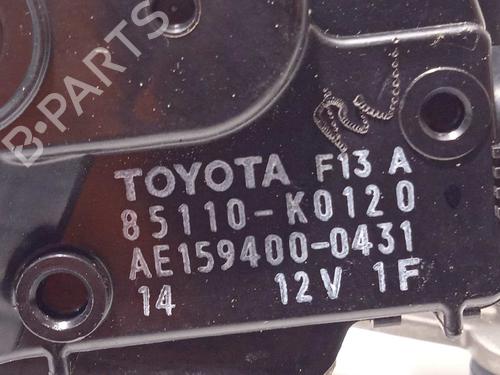 B-PARTS
TOYOTA F13 A
85110-K0120
AE159400-0431
14 12V 1F